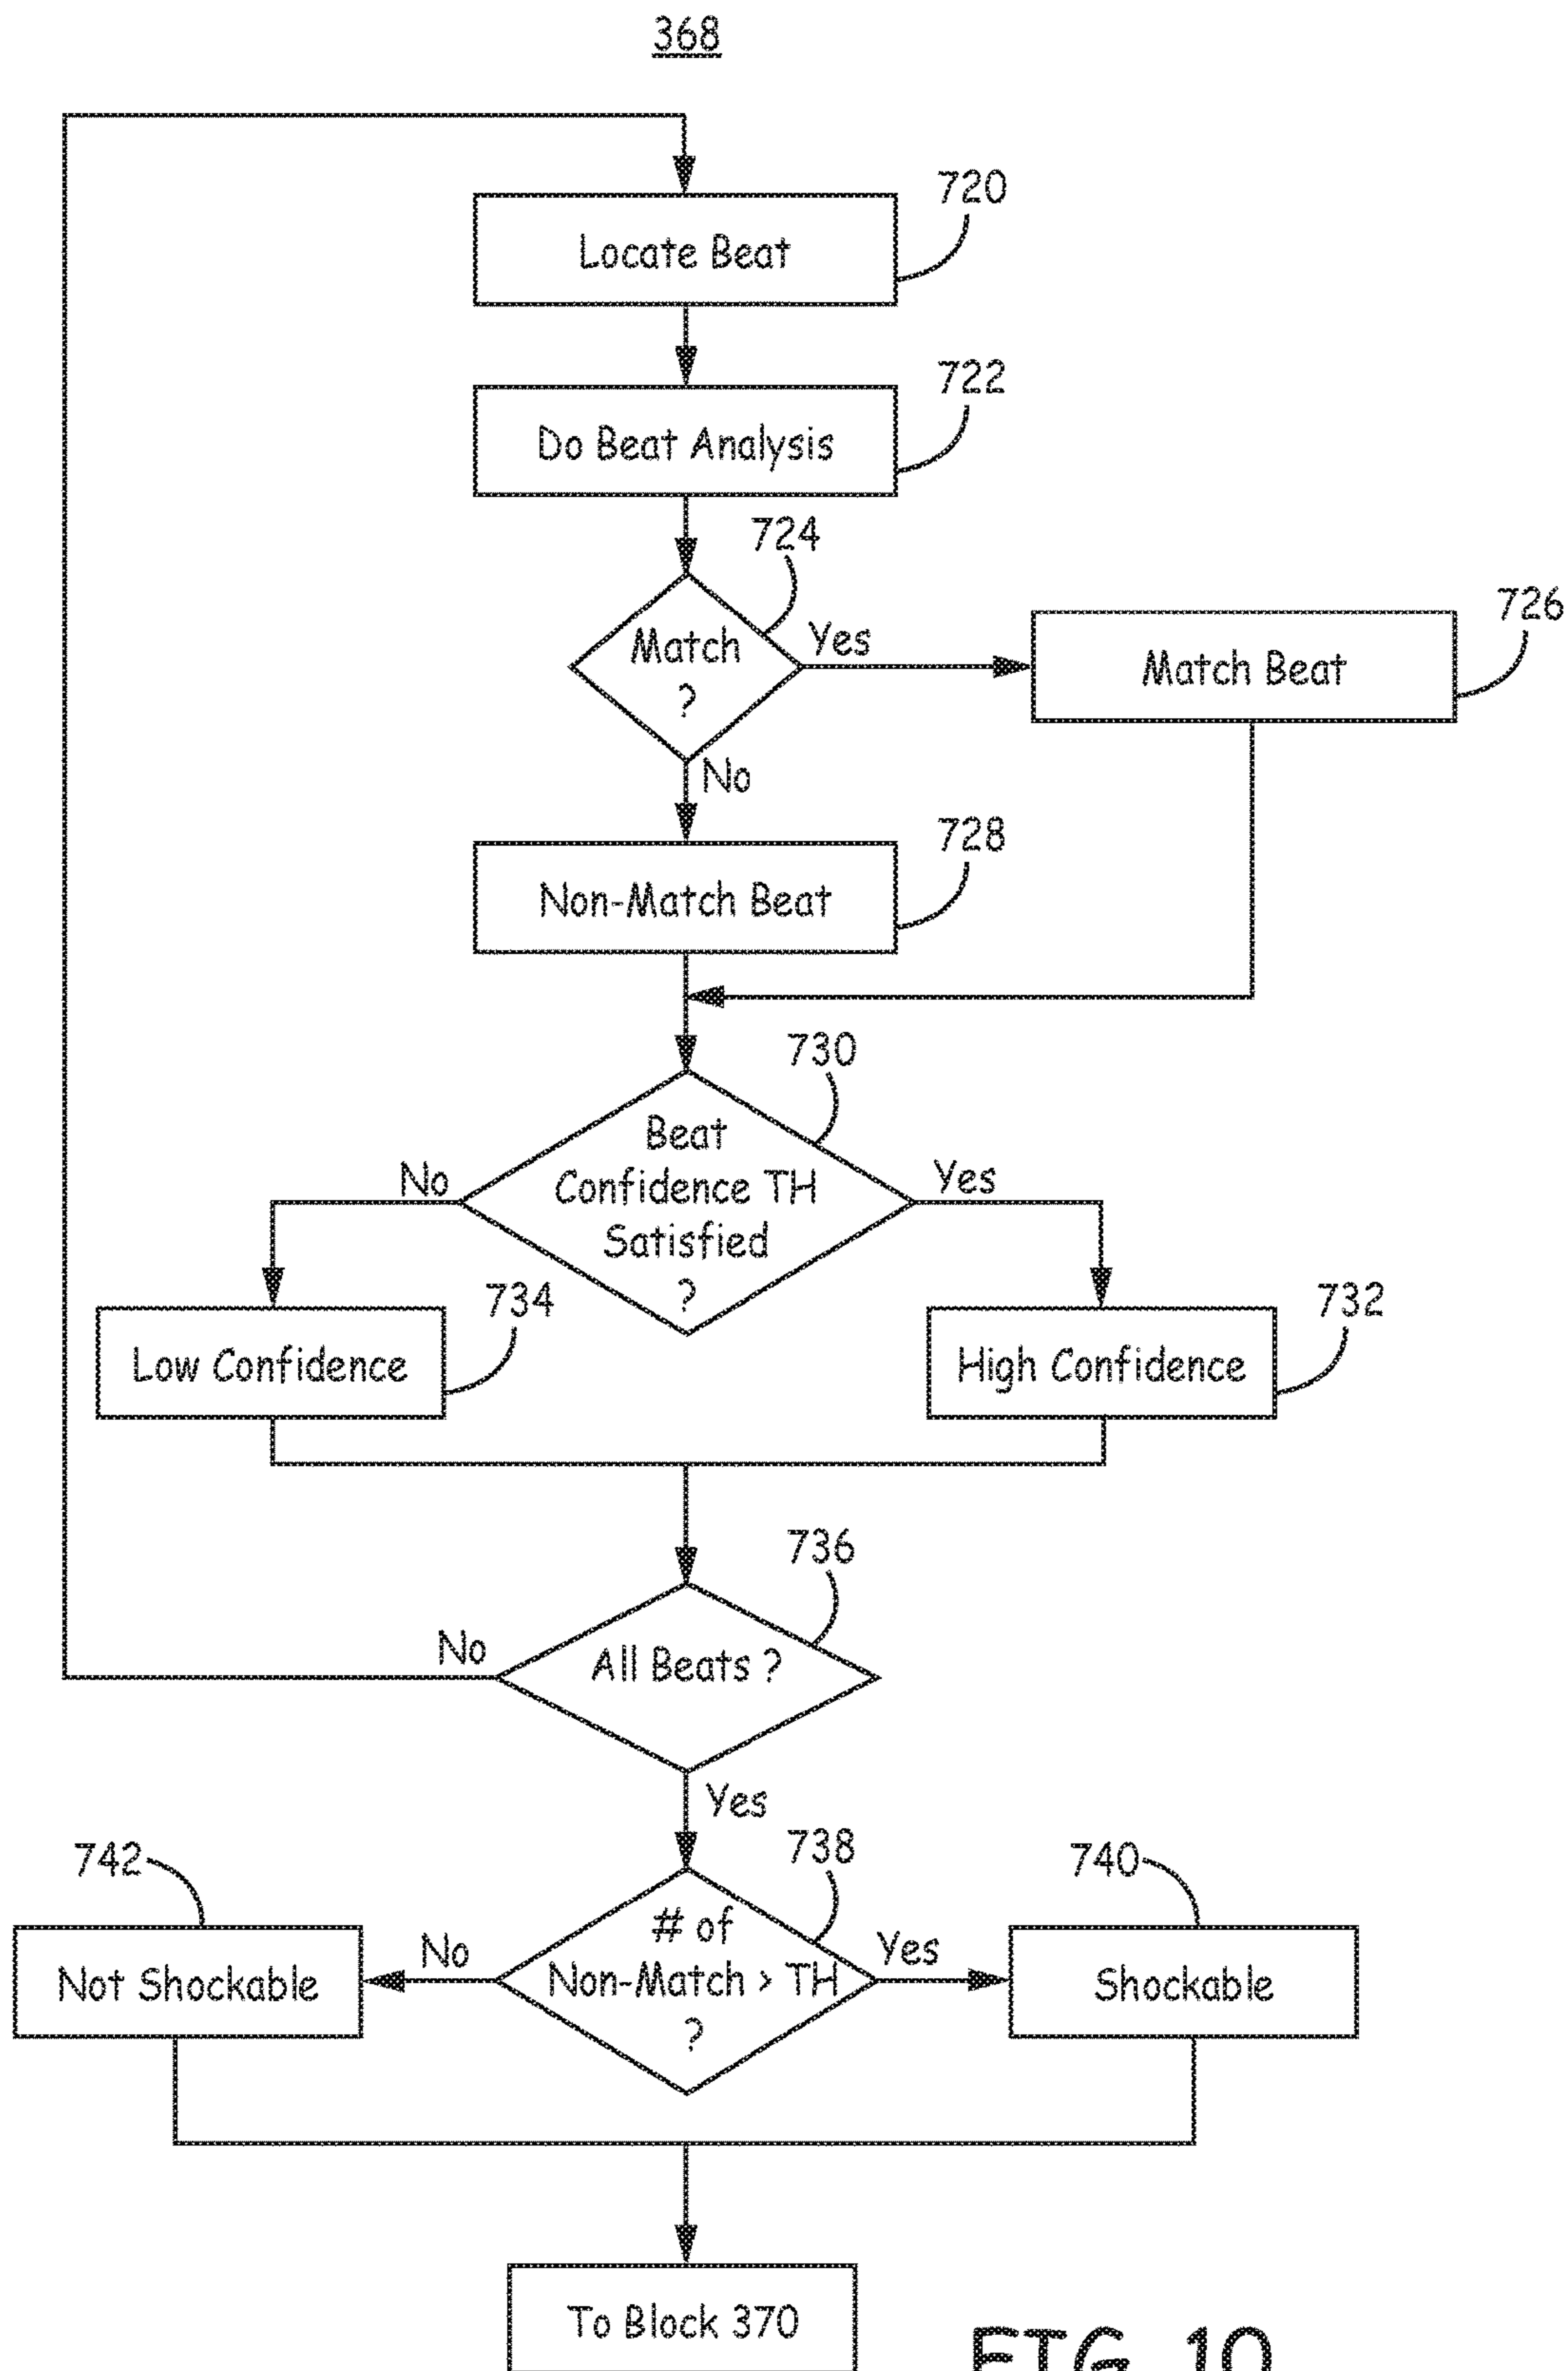 368
720
Locate Beat
722
Do Beat Analysis
724
Match
?
Yes
726
Match Beat
No
728
Non-Match Beat
730
Beat
Confidence TH
Satisfied
?
No
Yes
734
732
Low Confidence
High Confidence
736
No
All Beats ?
Yes
742
738
740
# of
Non-Match > TH
?
No
Yes
Not Shockable
Shockable
To Block 370
FIG. 10